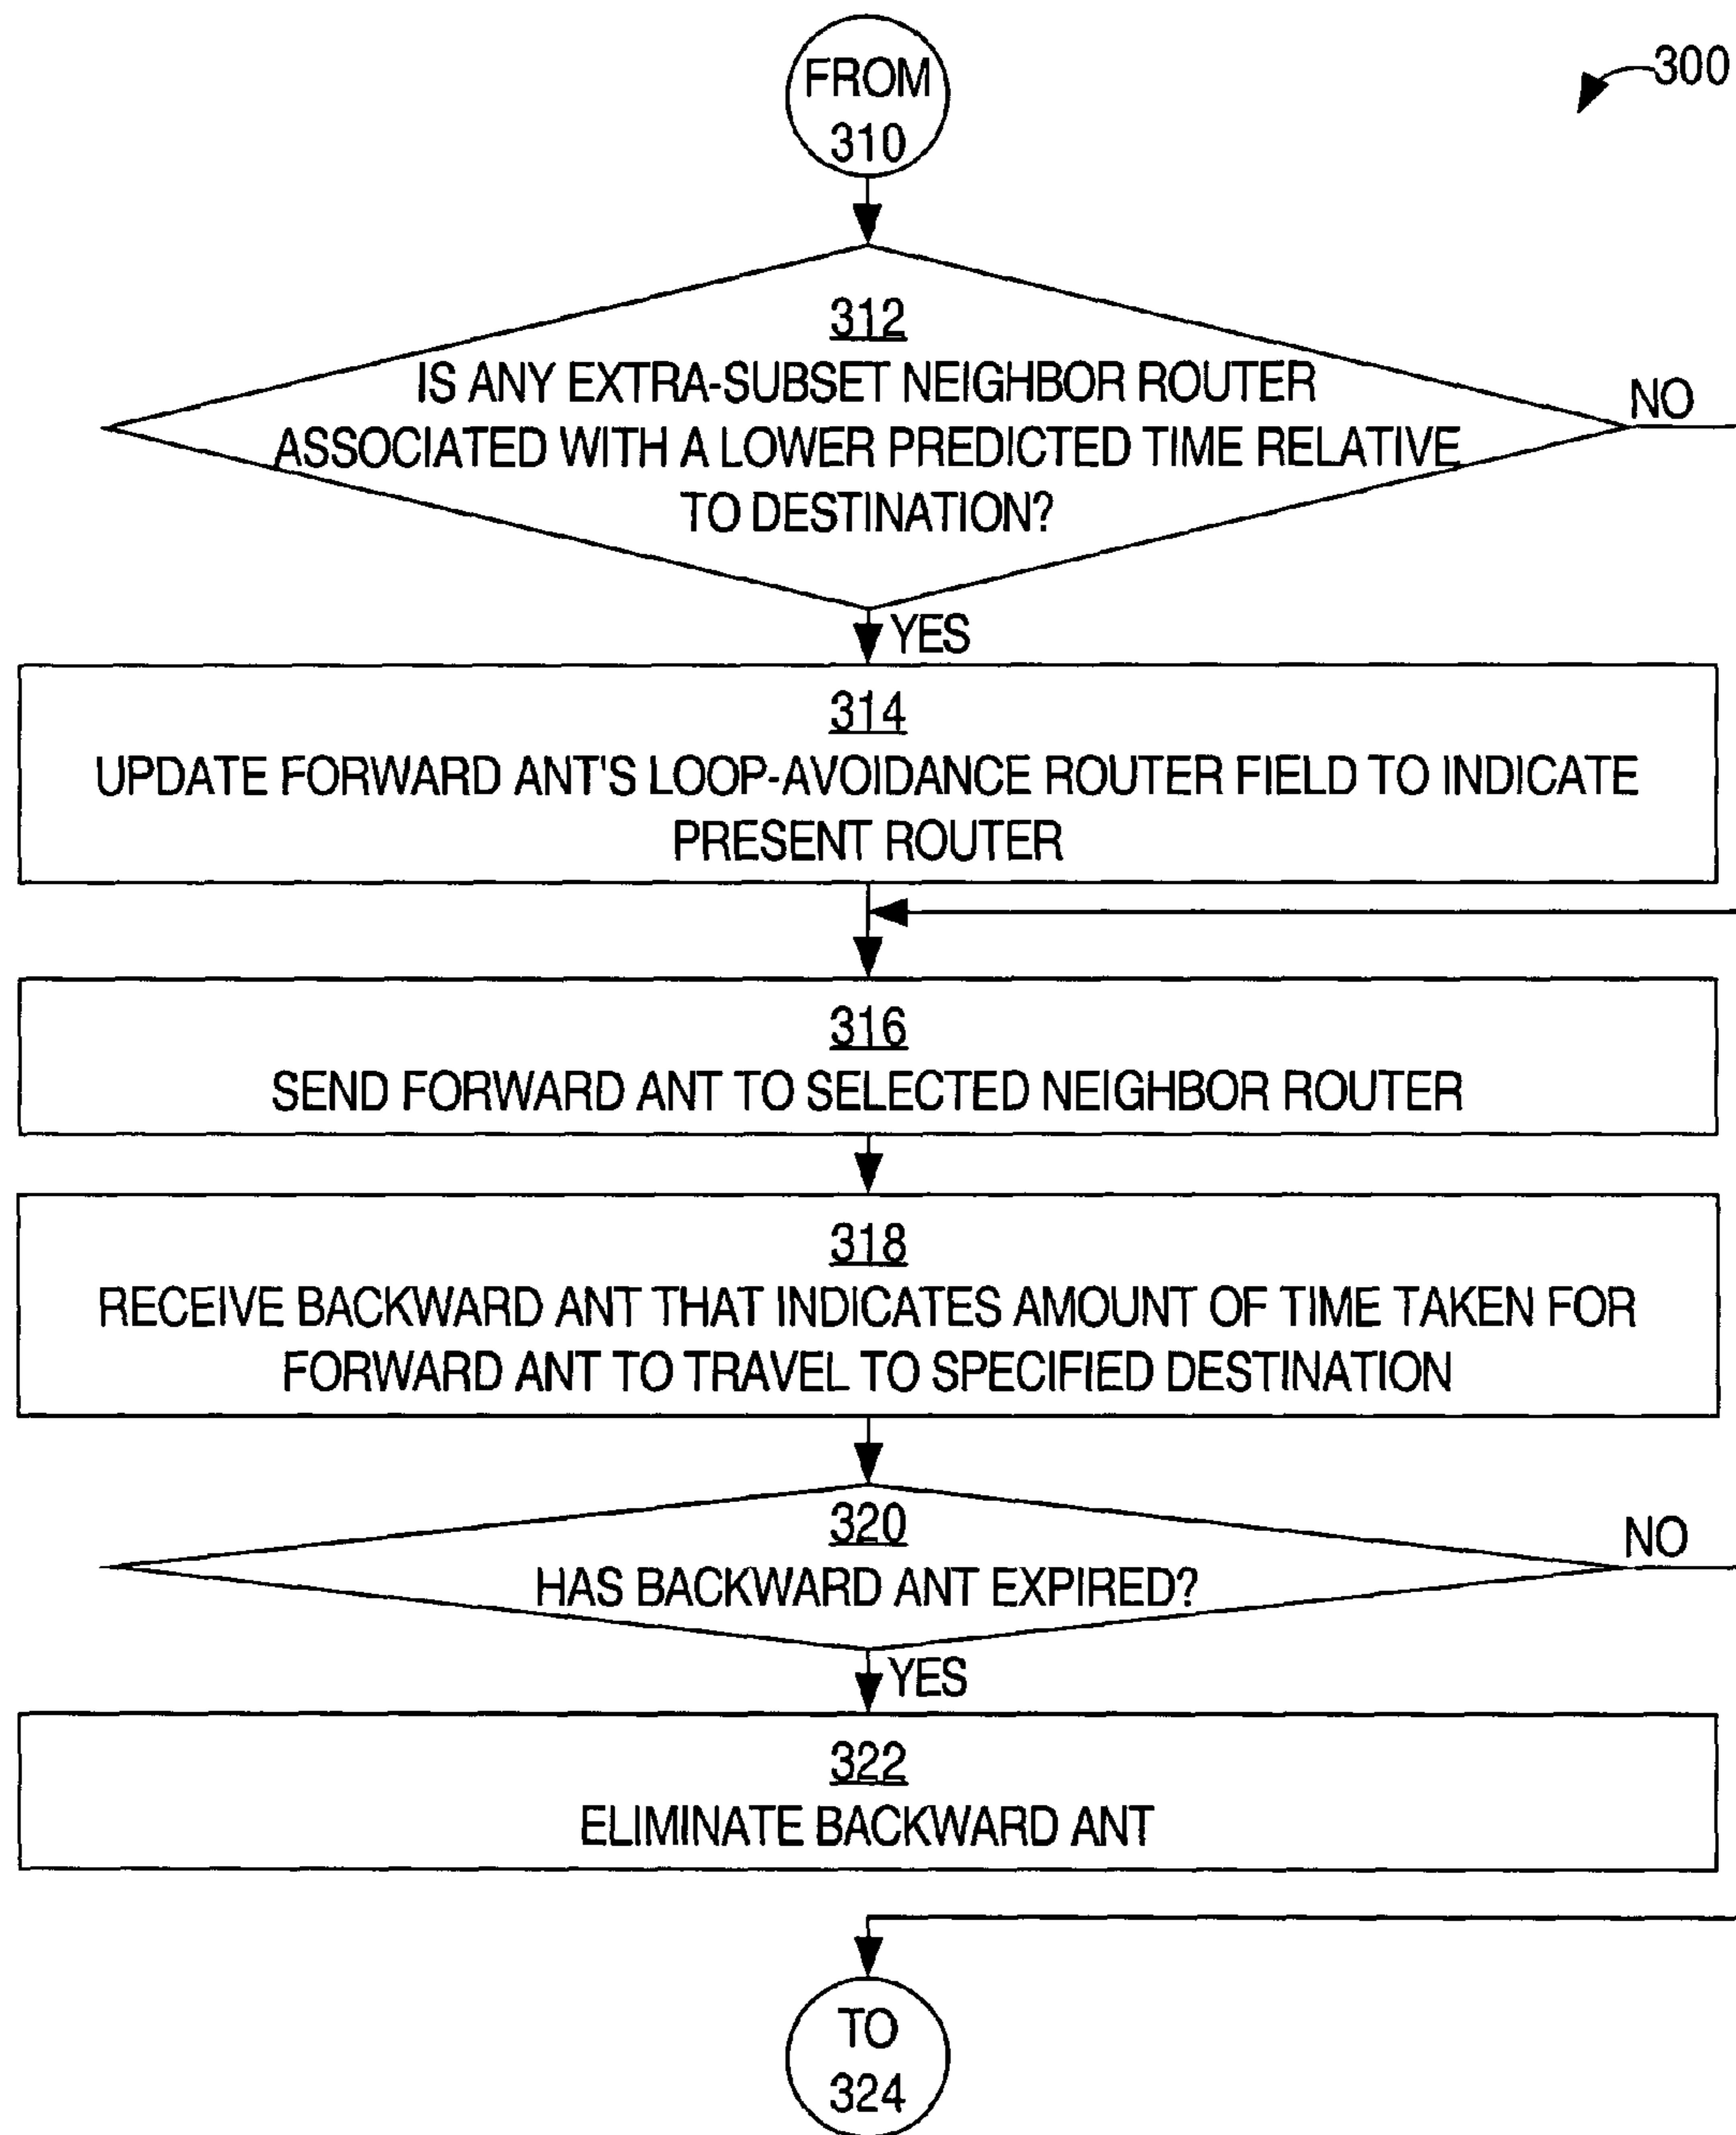 FROM
310
300
312
IS ANY EXTRA-SUBSET NEIGHBOR ROUTER
NO
ASSOCIATED WITH A LOWER PREDICTED TIME RELATIVE
TO DESTINATION?
YES
314
UPDATE FORWARD ANT'S LOOP-AVOIDANCE ROUTER FIELD TO INDICATE
PRESENT ROUTER
316
SEND FORWARD ANT TO SELECTED NEIGHBOR ROUTER
318
RECEIVE BACKWARD ANT THAT INDICATES AMOUNT OF TIME TAKEN FOR
FORWARD ANT TO TRAVEL TO SPECIFIED DESTINATION
320
NO
HAS BACKWARD ANT EXPIRED?
YES
322
ELIMINATE BACKWARD ANT
TO
324